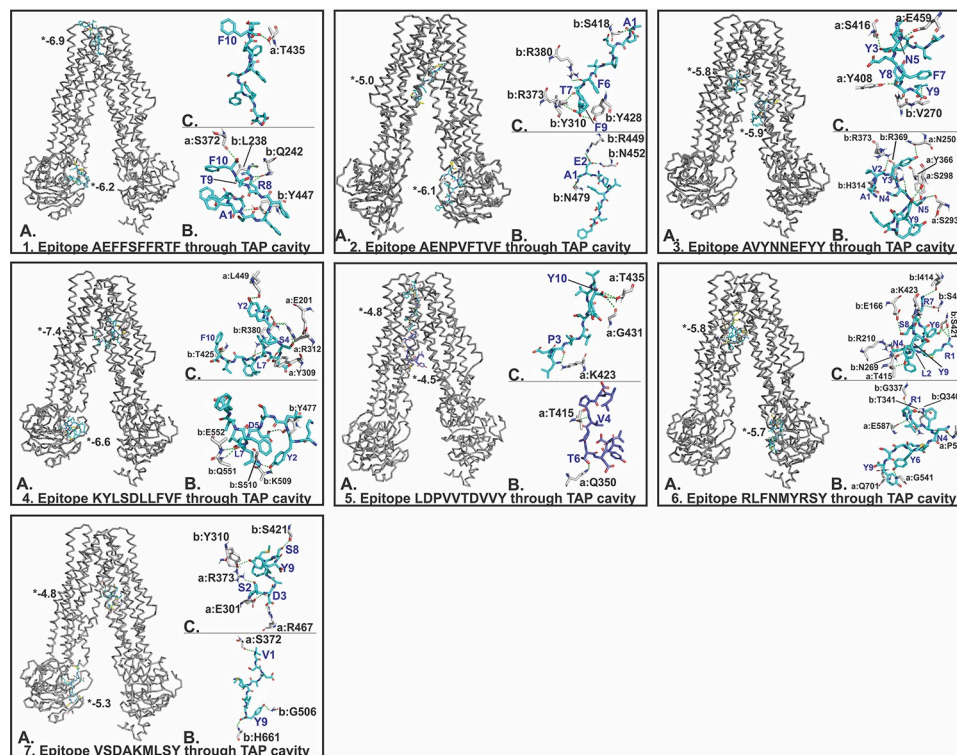 *-6.9
F10
a:T435
C.
a:S372
b:L238
b:Q242
F10
T9
R8
*-6.2
b:Y447
A1
A.
B.
1. Epitope AEFFSFFRTF through TAP cavity
b:S418
A1
b:R380
*-5.0
F6
T7
b:R373
b:Y310
b:Y428
C.
F9
b:R449
E2
b:N452
A1
*-6.1
b:N479
A.
B.
2. Epitope AENPVFTVF through TAP cavity
a:E459
a:S416
Y3
N5
*-5.8
Y8
F7
a:Y408
Y9
b:V270
C.
*-5.9
b:R373
b:R369
a:N250
Y2
Y3
a:Y366
b:H314
a:S298
A1
N4
N5
Y9
a:S293
A.
B.
3. Epitope AVYNNEFYY through TAP cavity
a:L449
Y2
a:E201
b:R380
S4
*-7.4
F10
a:R312
b:T425
L7
a:Y309
C.
b:Y477
D5
b:E552
*-6.6
L7
Y2
b:Q551
b:K509
b:S510
A.
B.
4. Epitope KYLSDLLFVF through TAP cavity
Y10
a:T435
*-4.8
a:G431
P3
*-4.5
C.
a:K423
a:T415
V4
T6
A.
B.
a:Q350
5. Epitope LDPVVTDVVY through TAP cavity
b:I414
a:K423
R7
b:E166
b:S421
*-5.8
S8
Y6
b:R210
N4
R1
b:N269
L2
Y9
a:T415
C.
b:G337
b:T341
R1
a:E587
N4
*-5.7
Y6
Y9
a:G541
a:Q701
A.
B.
6. Epitope RLFNMYRSY through TAP cavity
b:S421
b:Y310
S8
Y9
*-4.8
a:R373
S2
D3
a:E301
a:R467
C.
a:S372
V1
*-5.3
b:G506
Y9
b:H661
A.
B.
7. Epitope VSDAKMLSY through TAP cavity